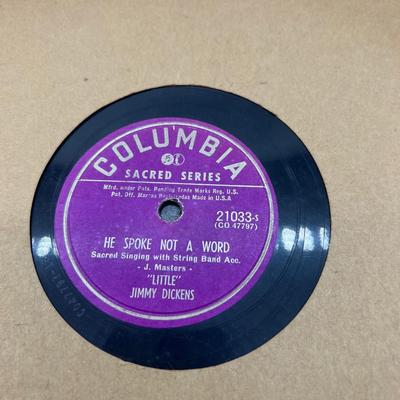 COLUMBIA
SACRED SERIES
Mfrd. under Pats. Pending Trade Marks Reg. U.S.
Pat. Off. Marcas Registradas Made in U.S.A
21033-s
(CO 47797)
HE SPOKE NOT A WORD
Sacred Singing with String Band Acc.
- J. Masters -
"LITTLE"
JIMMY DICKENS